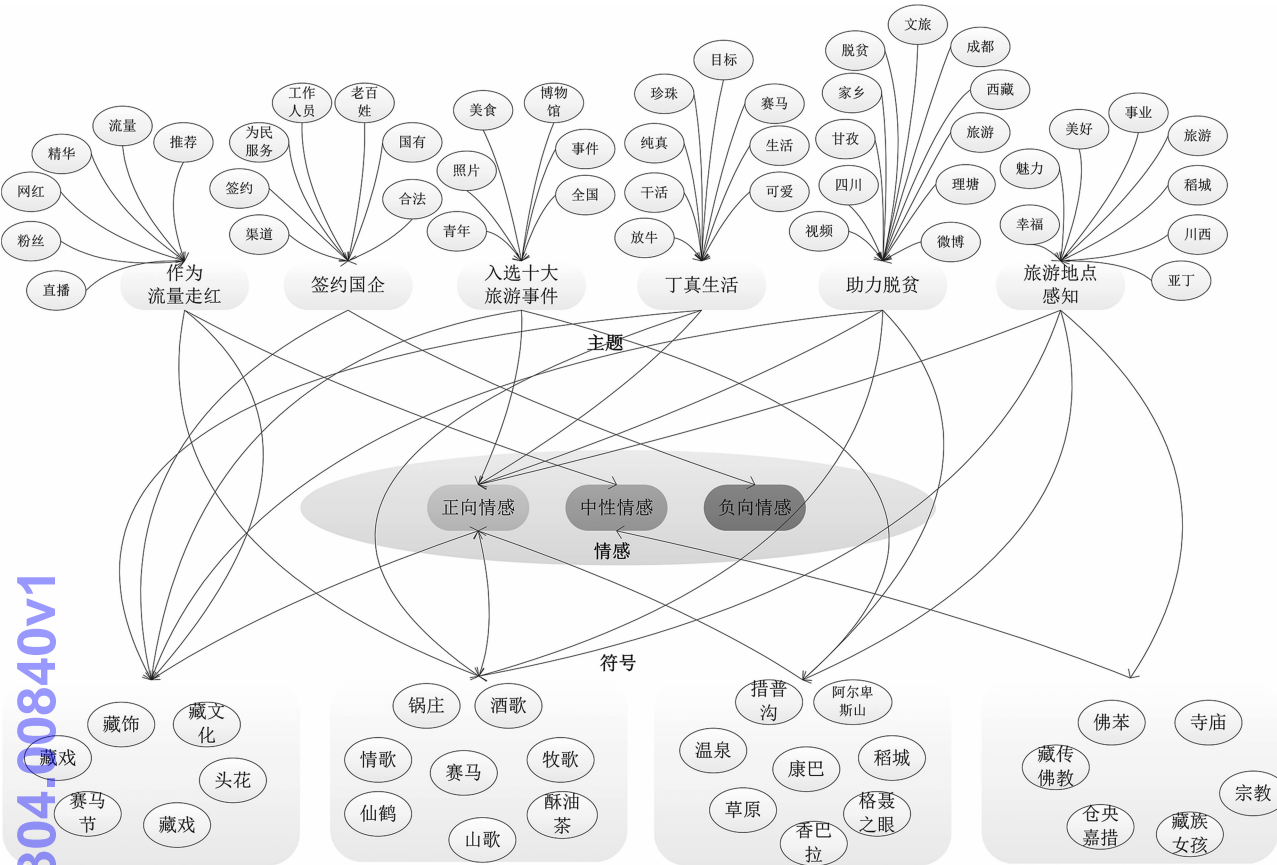 流量
精华
推荐
网红
粉丝
直播
作为
流量走红
工作
人员
老百
姓
为民
服务
国有
签约
合法
渠道
签约国企
美食
博物
馆
照片
事件
青年
全国
入选十大
旅游事件
目标
珍珠
赛马
纯真
生活
干活
可爱
放牛
丁真生活
文旅
脱贫
成都
家乡
西藏
甘孜
旅游
四川
理塘
视频
微博
助力脱贫
美好
事业
魅力
旅游
幸福
稻城
川西
亚丁
旅游地点
感知
主题
正向情感
中性情感
负向情感
情感
符号
藏饰
藏文
化
藏戏
头花
赛马
节
藏戏
锅庄
酒歌
情歌
赛马
牧歌
仙鹤
酥油
茶
山歌
措普
沟
阿尔卑
斯山
温泉
康巴
稻城
草原
格聂
之眼
香巴
拉
佛苯
寺庙
藏传
佛教
宗教
仓央
嘉措
藏族
女孩
304.00840v1